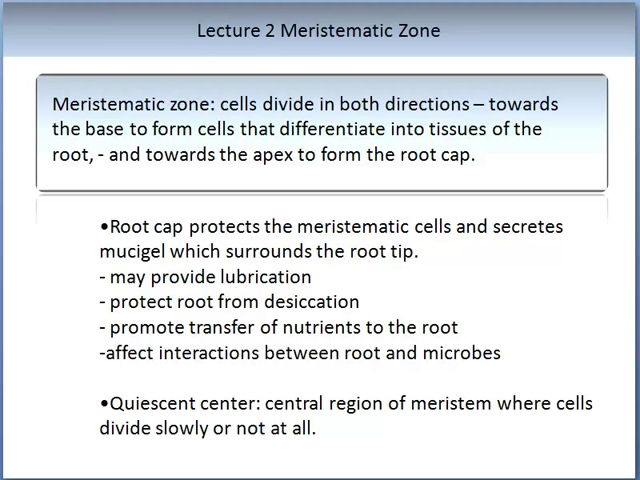 Lecture 2 Meristematic Zone
Meristematic zone: cells divide in both directions – towards
the base to form cells that differentiate into tissues of the
root, - and towards the apex to form the root cap.
•Root cap protects the meristematic cells and secretes
mucigel which surrounds the root tip.
- may provide lubrication
- protect root from desiccation
- promote transfer of nutrients to the root
-affect interactions between root and microbes
•Quiescent center: central region of meristem where cells
divide slowly or not at all.